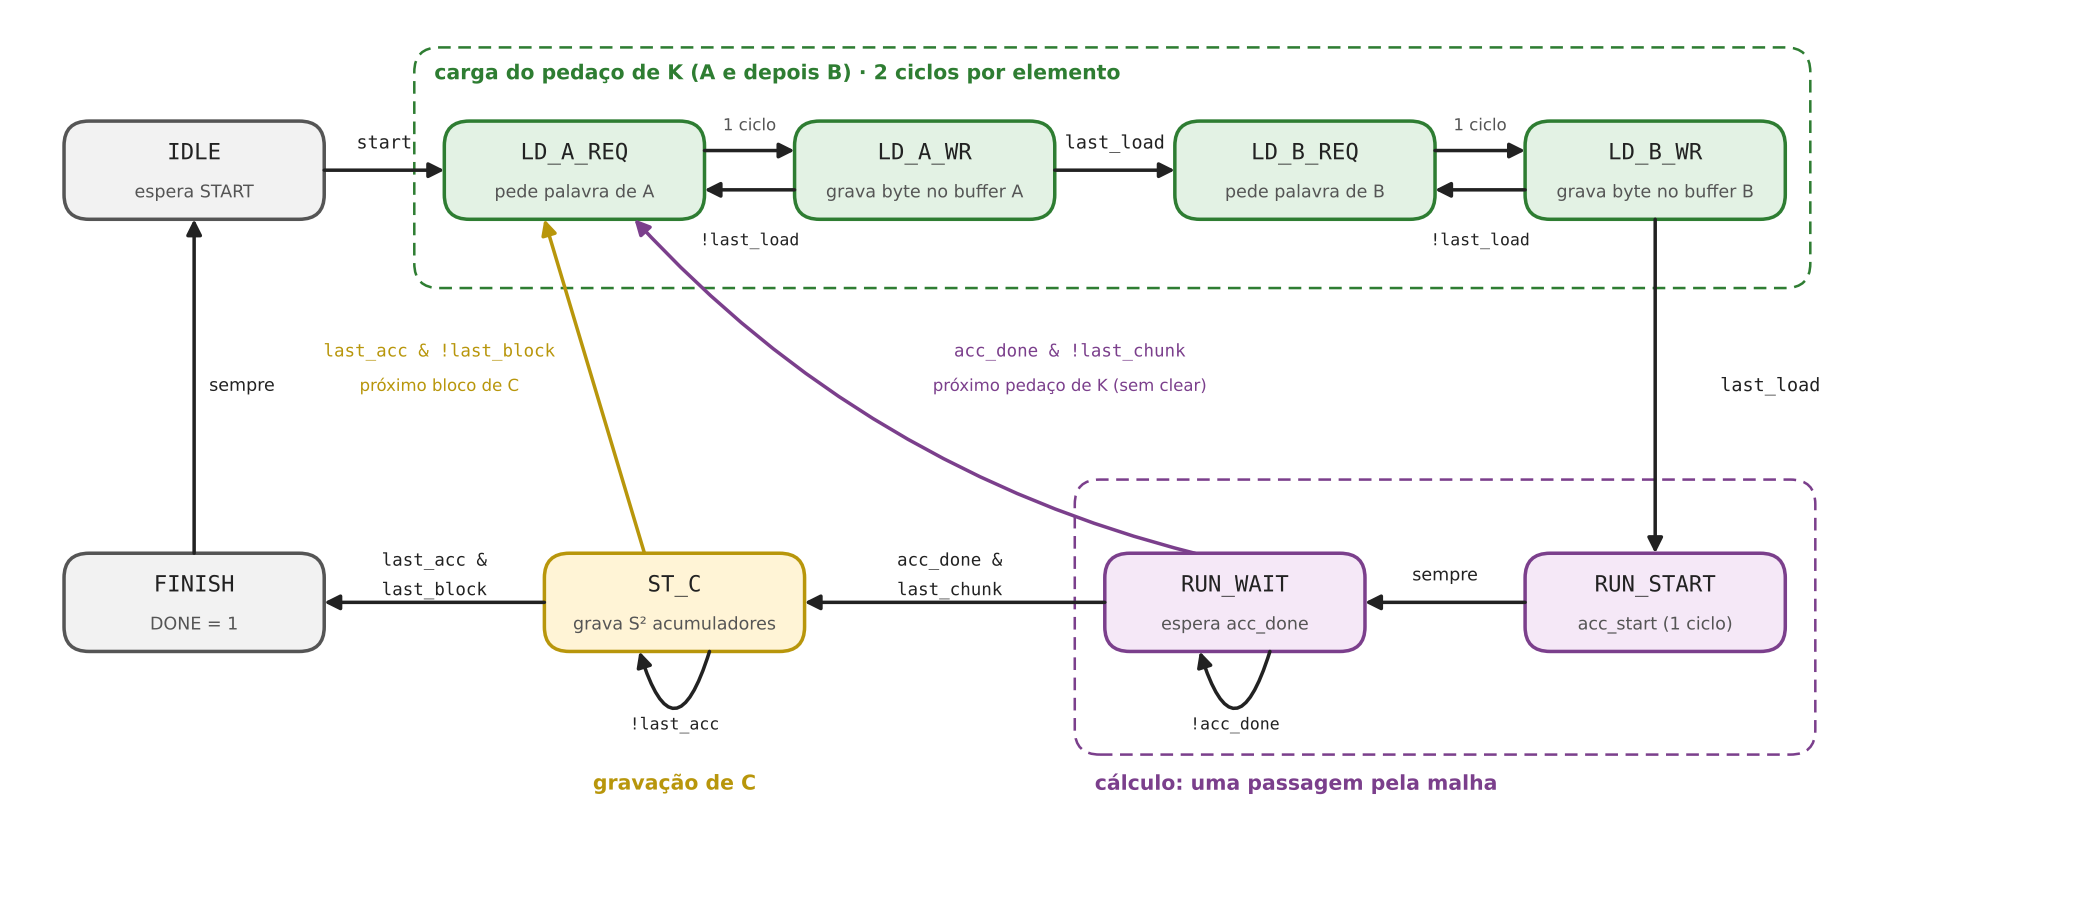 carga do pedaço de K (A e depois B) · 2 ciclos por elemento
IDLE
espera START
start
LD_A_REQ
pede palavra de A
1 ciclo
!last_load
LD_A_WR
grava byte no buffer A
last_load
LD_B_REQ
pede palavra de B
1 ciclo
!last_load
LD_B_WR
grava byte no buffer B
sempre
last_acc & !last_block
próximo bloco de C
acc_done & !last_chunk
próximo pedaço de K (sem clear)
last_load
FINISH
DONE = 1
last_acc &
last_block
ST_C
grava S² acumuladores
!last_acc
acc_done &
last_chunk
RUN_WAIT
espera acc_done
!acc_done
sempre
RUN_START
acc_start (1 ciclo)
gravação de C
cálculo: uma passagem pela malha